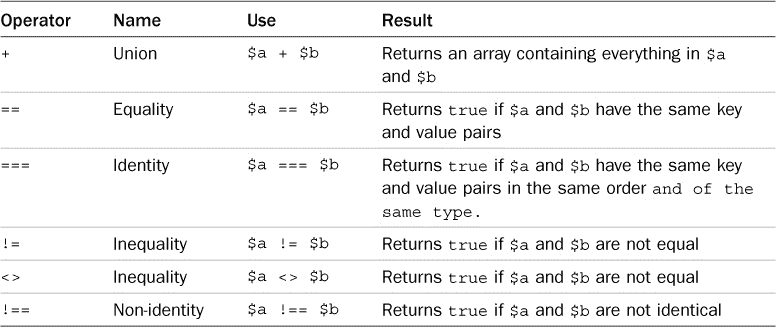 Operator Name Use Result
+ Union $a + $b Returns an array containing everything in $a
and $b
== Equality $a == $b Returns true if $a and $b have the same key
and value pairs
=== Identity $a === $b Returns true if $a and $b have the same key
and value pairs in the same order and of the
same type.
!= Inequality $a != $b Returns true if $a and $b are not equal
<> Inequality $a <> $b Returns true if $a and $b are not equal
!== Non-identity $a !== $b Returns true if $a and $b are not identical